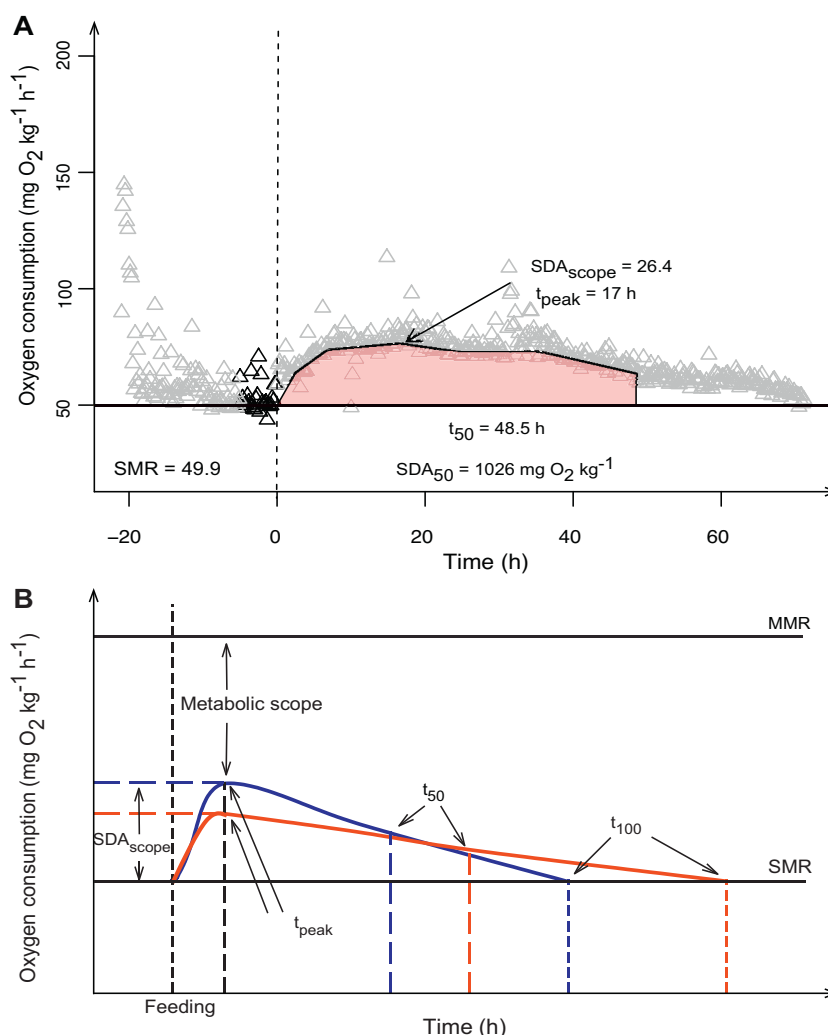 A
Oxygen consumption (mg O2 kg-1 h-1)
200
150
100
50
SDAscope = 26.4
tpeak = 17 h
t50 = 48.5 h
SMR = 49.9
SDA50 = 1026 mg O2 kg-1
–20
0
20
40
60
Time (h)
B
Oxygen consumption (mg O2 kg-1 h-1)
MMR
Metabolic scope
t50
t100
SDAscope
SMR
tpeak
Feeding
Time (h)